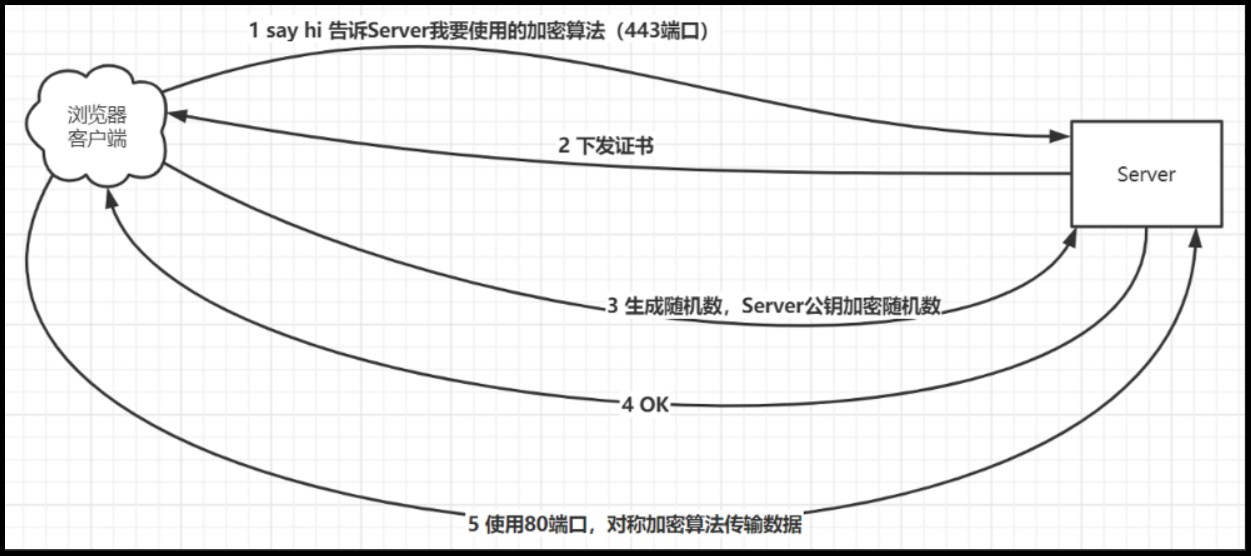 1 say hi 告诉Server我要使用的加密算法（443端口）
浏览器
客户端
2 下发证书
Server
3 生成随机数，Server公钥加密随机数
4 OK
5 使用80端口，对称加密算法传输数据